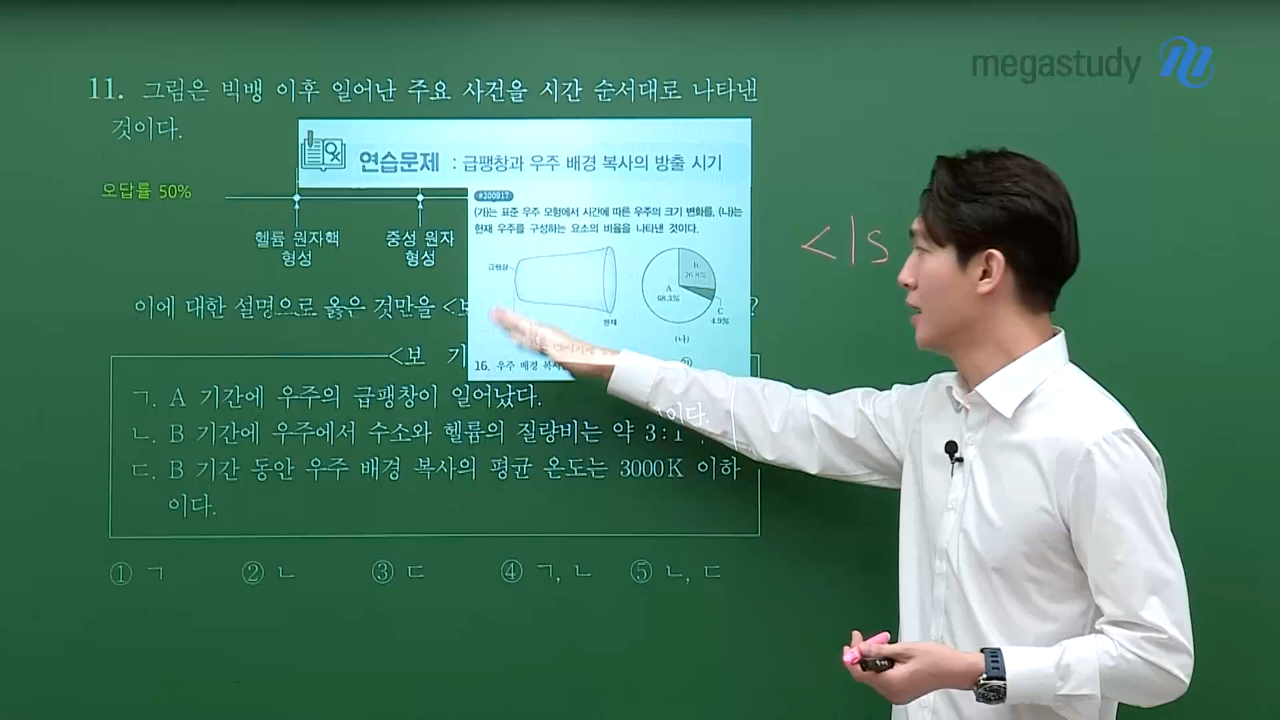 megastudy
11. 그림은 빅뱅 이후 일어난 주요 사건을 시간 순서대로 나타낸
것이다.
연습문제 : 급팽창과 우주 배경 복사의 방출 시기
오답률 50%
헬륨 원자핵
형성
중성 원자
형성
#200917
(가)는 표준 우주 모형에서 시간에 따른 우주의 크기 변화를, (나)는
현재 우주를 구성하는 요소의 비율을 나타낸 것이다.
급팽창
현재
A
68.3%
B
26.8%
C
4.9%
(나)
16. 우주 배경
<1s
이에 대한 설명으로 옳은 것만을 <보
?
<보 기
ㄱ. A 기간에 우주의 급팽창이 일어났다.
ㄴ. B 기간에 우주에서 수소와 헬륨의 질량비는 약 3:1
이다.
ㄷ. B 기간 동안 우주 배경 복사의 평균 온도는 3000K 이하
이다.
① ㄱ ② ㄴ ③ ㄷ ④ ㄱ, ㄴ ⑤ ㄴ, ㄷ